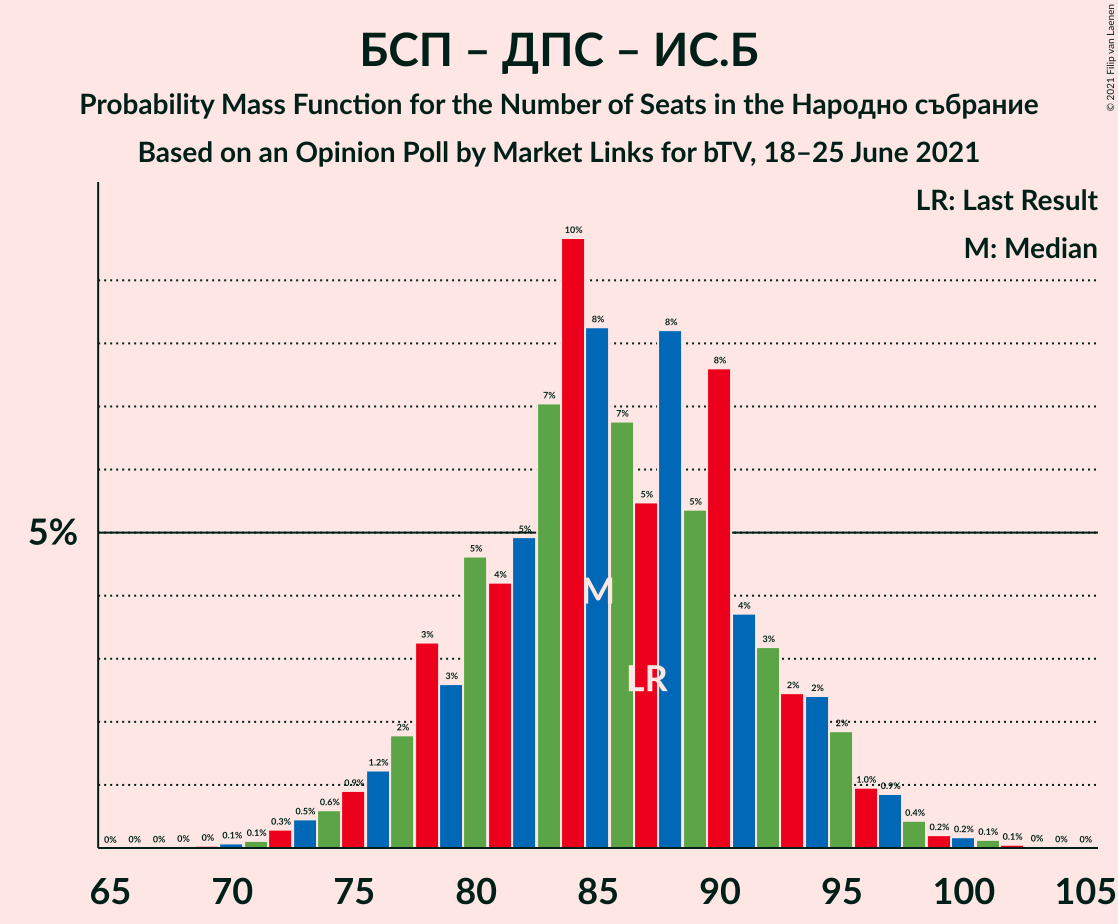 БСП – ДПС – ИС.Б
Probability Mass Function for the Number of Seats in the Народно събрание
Based on an Opinion Poll by Market Links for bTV, 18–25 June 2021
© 2021 Filip van Laenen
LR: Last Result
M: Median
5%
0% 0% 0% 0% 0% 0.1% 0.1% 0.3% 0.5% 0.6% 0.9% 1.2% 2% 3% 3% 5% 4% 5% 7% 10% 8% 7% 5% 8% 5% 8% 4% 3% 2% 2% 2% 1.0% 0.9% 0.4% 0.2% 0.2% 0.1% 0.1% 0% 0% 0%
M
LR
65 70 75 80 85 90 95 100 105